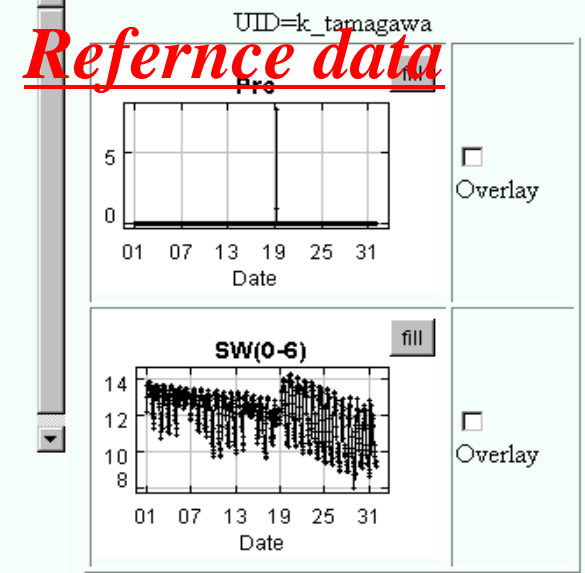 UID=k_tamagawa
Refernce data
fill
Pre
5
0
01 07 13 19 25 31
Date
Overlay
fill
SW(0-6)
14
12
10
8
01 07 13 19 25 31
Date
Overlay